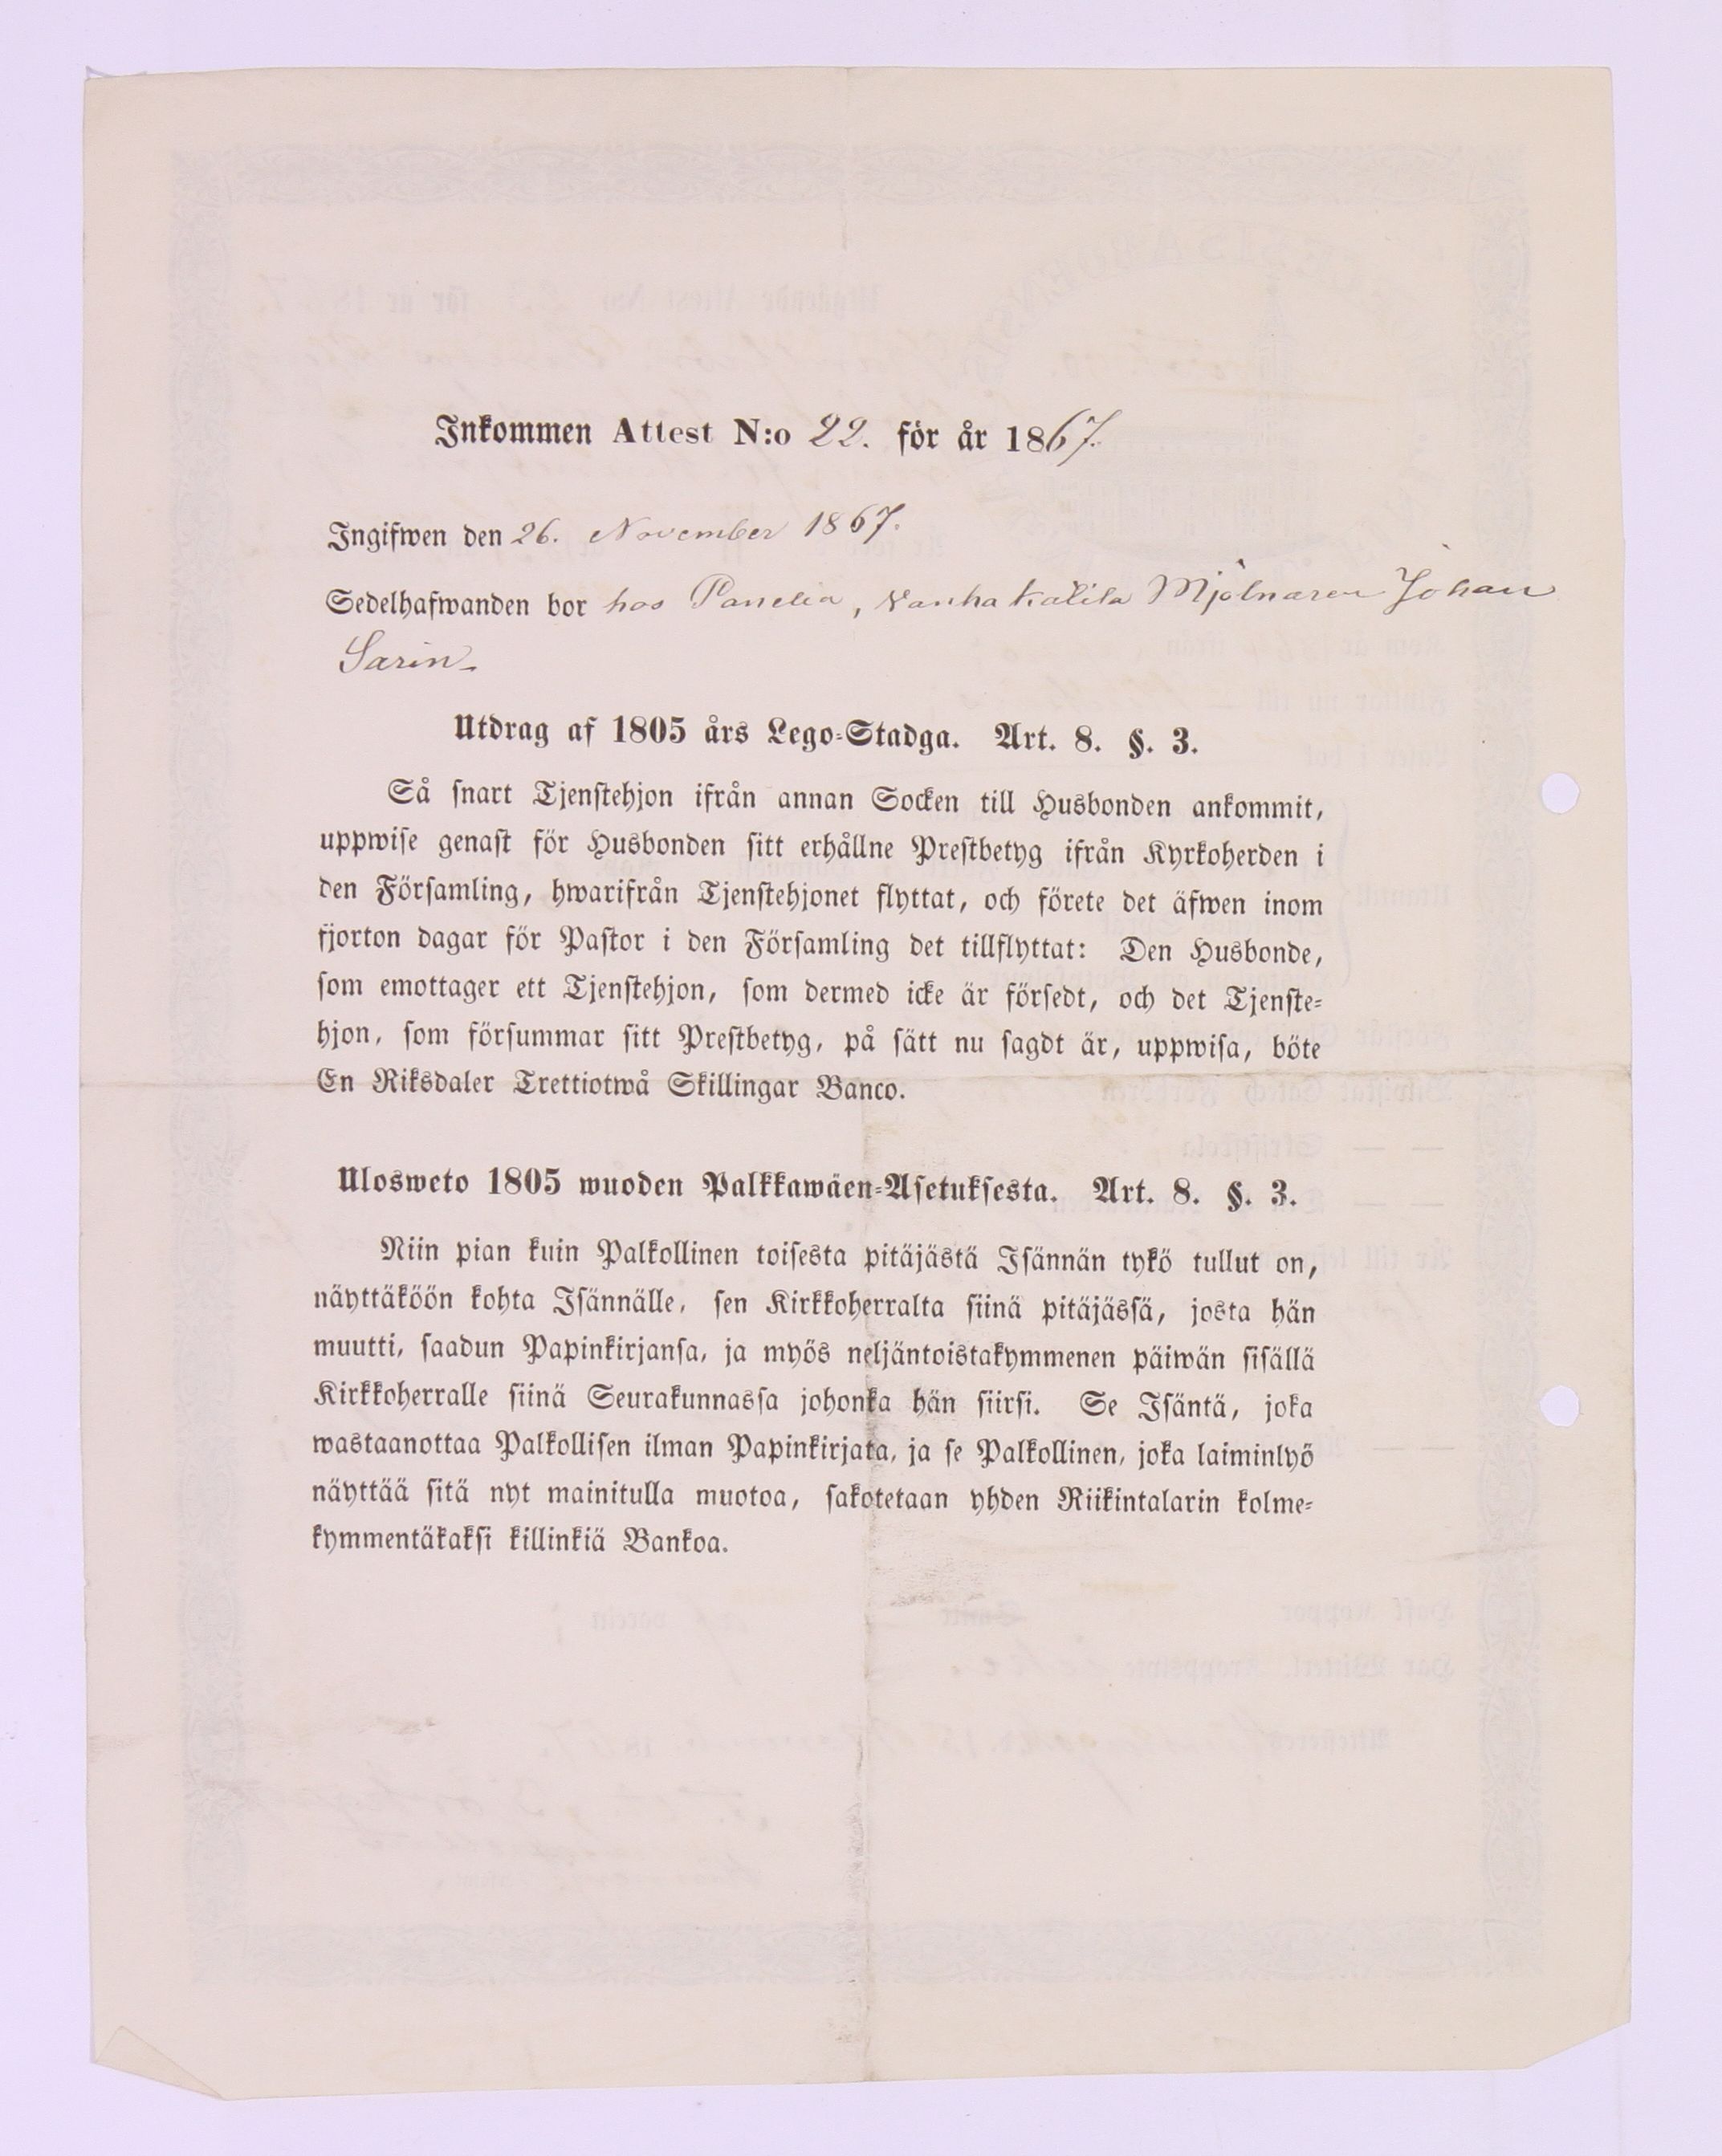 Inkommen Attest N:o 22. för år 1867.
Ingifwen den 26. November 1867.
Sedelhafwanden bor hos Panelia, Vanhakalila Mjölnaren Johan
Sarin
Utdrag af 1805 års Lego-Stadga. Art. 8. §. 3.
Så snart Tjenstehjon ifrån annan Socken till Husbonden ankommit,
uppwise genast för Husbonden sitt erhållne Prestbetyg ifrån Kyrkoherden i
den Församling, hwarifrån Tjenstehjonet flyttat, och förete det äfwen inom
fjorton dagar för Pastor i den Församling det tillflyttat: Den Husbonde,
som emottager ett Tjenstehjon, som dermed icke är försedt, och det Tjenste-
hjon, som försummar sitt Prestbetyg, på sätt nu sagdt är, uppwisa, böte
En Riksdaler Trettiotwå Skillingar Banco.
Ulosweto 1805 wuoden Palkkawäen-Asetuksesta. Art. 8. §. 3.
Niin pian kuin Palkollinen toisesta pitäjästä Isännän tykö tullut on,
näyttäköön kohta Isännälle, sen Kirkkoherralta siinä pitäjässä, josta hän
muutti, saadun Papinkirjansa, ja myös neljäntoistakymmenen päiwän sisällä
Kirkkoherralle siinä Seurakunnassa johonka hän siirsi. Se Isäntä, joka
wastaanottaa Palkollisen ilman Papinkirjata, ja se Palkollinen, joka laiminlyö
näyttää sitä nyt mainitulla muotoa, sakotetaan yhden Riikintalarin kolme-
kymmentäkaksi killinkiä Bankoa.